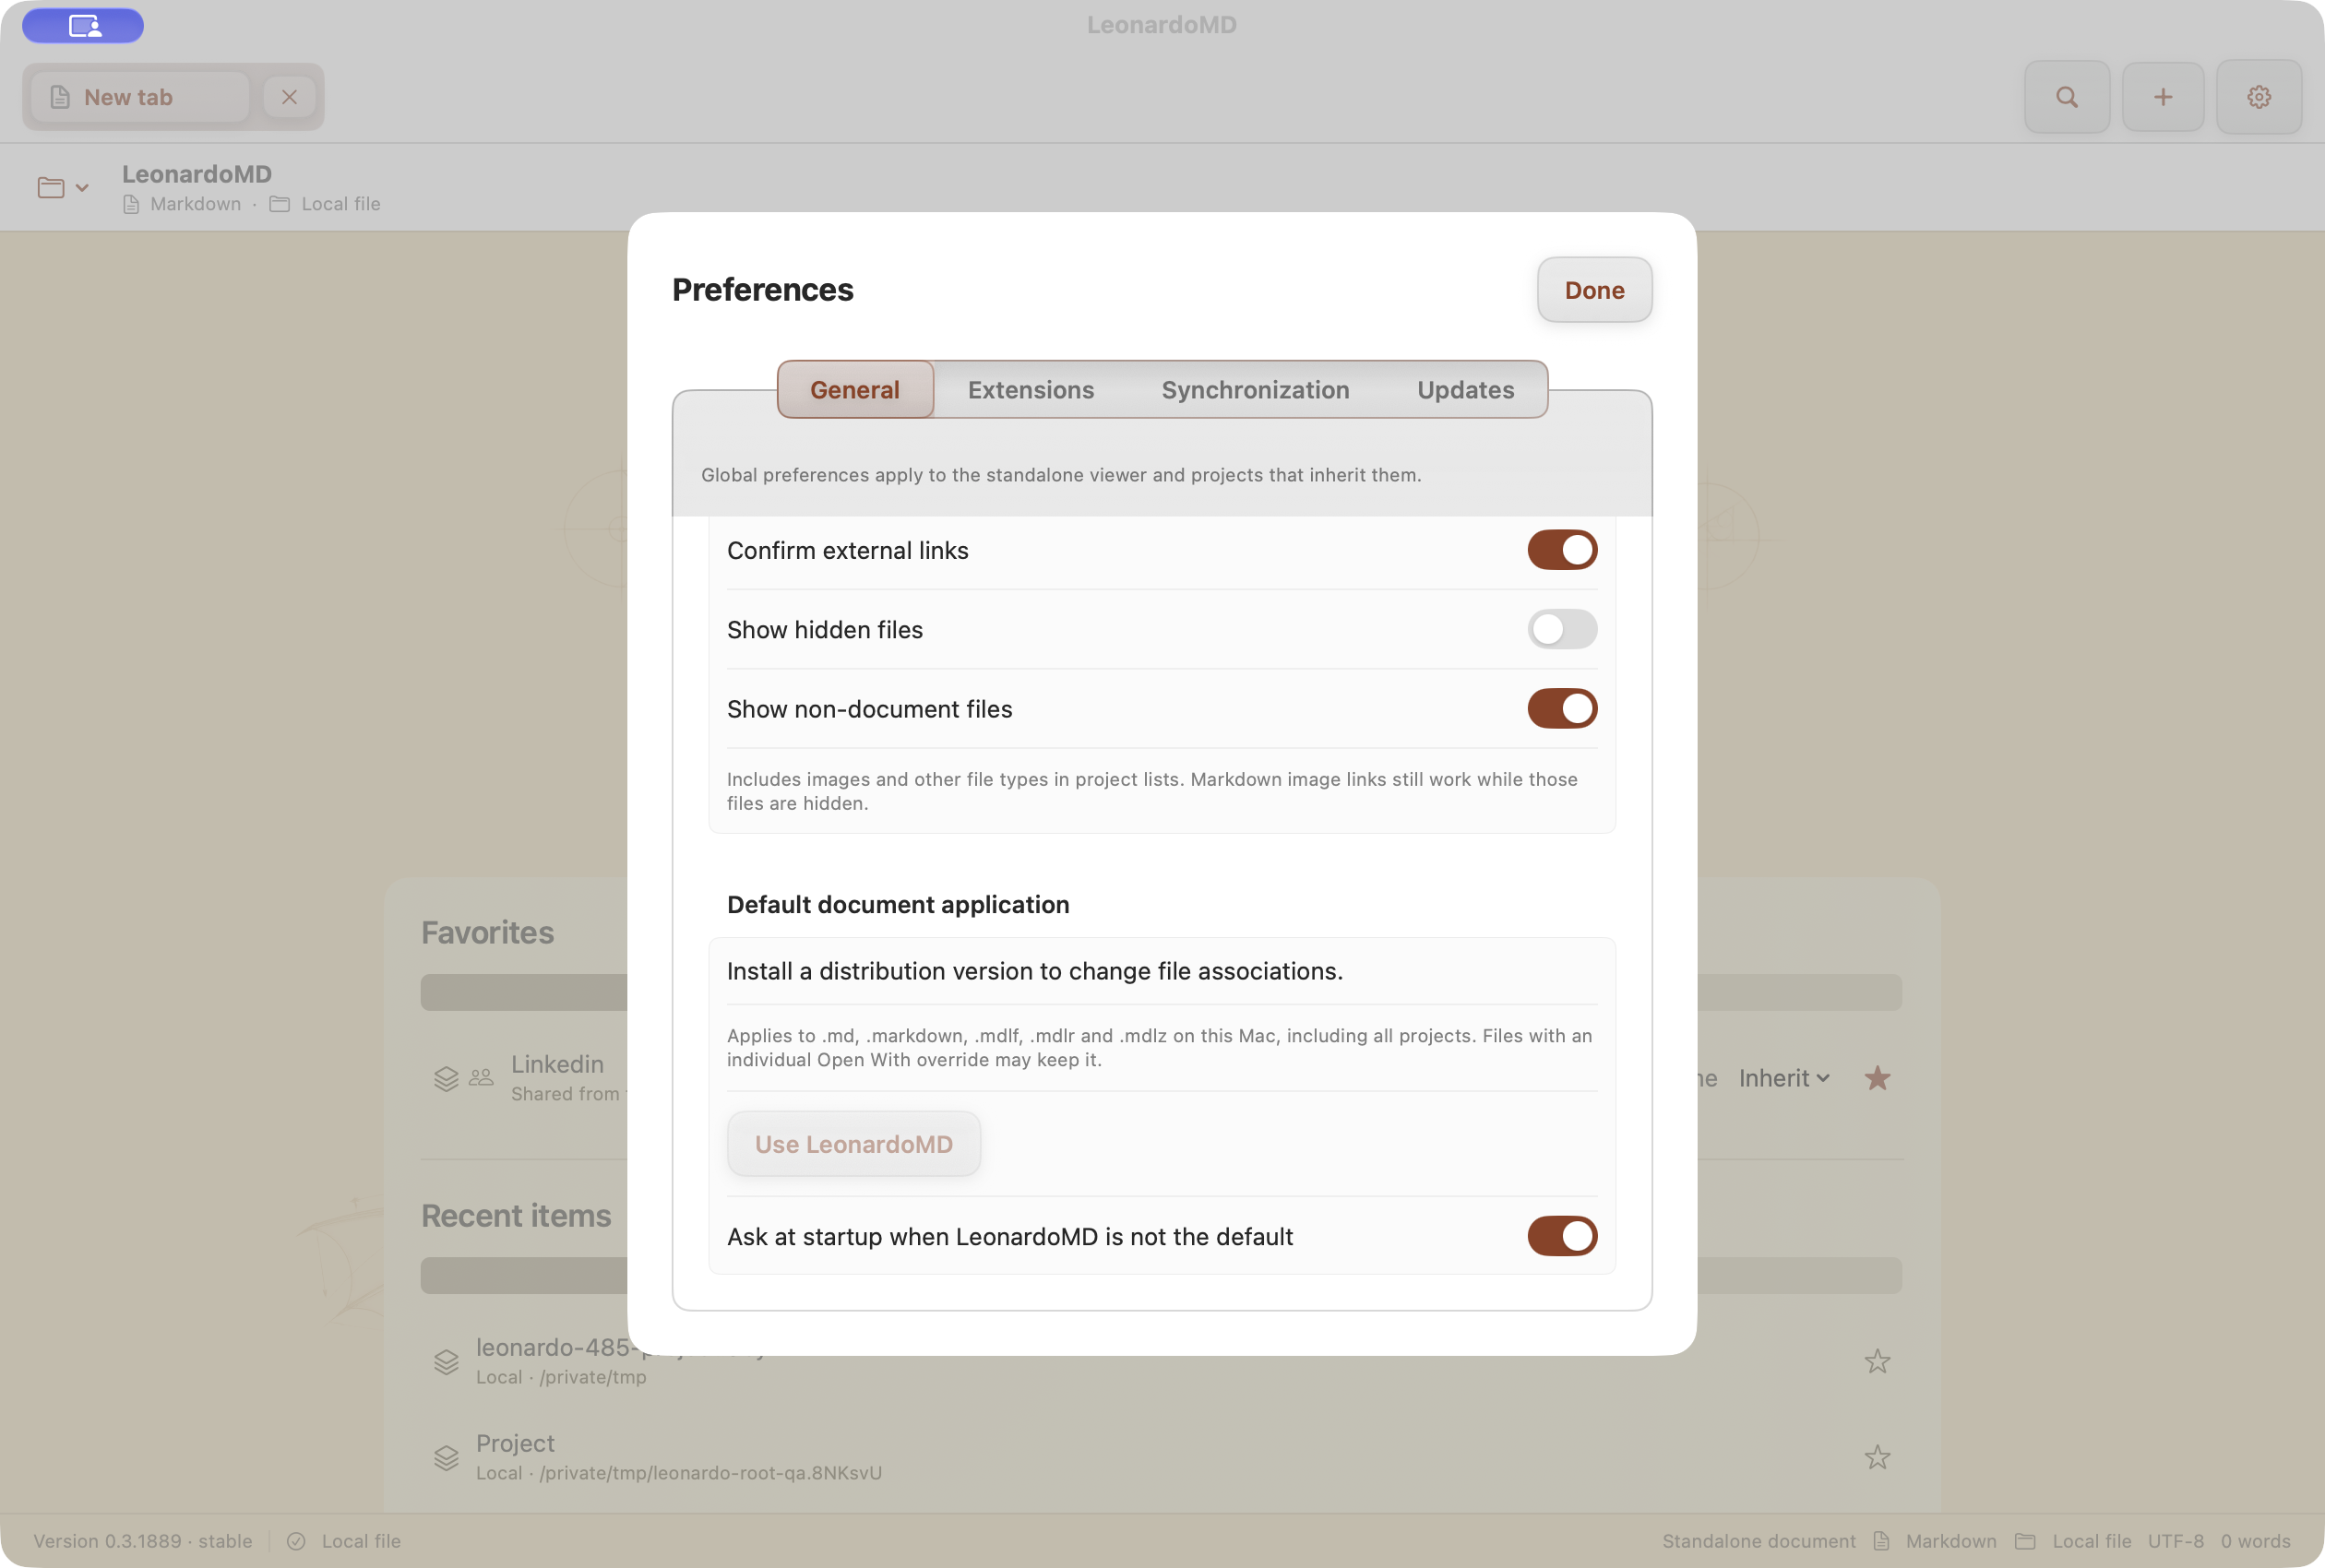 LeonardoMD
New tab
LeonardoMD
Markdown · Local file
Preferences
Done
General
Extensions
Synchronization
Updates
Global preferences apply to the standalone viewer and projects that inherit them.
Confirm external links
Show hidden files
Show non-document files
Includes images and other file types in project lists. Markdown image links still work while those
files are hidden.
Default document application
Install a distribution version to change file associations.
Applies to .md, .markdown, .mdlf, .mdlr and .mdlz on this Mac, including all projects. Files with an
individual Open With override may keep it.
Use LeonardoMD
Ask at startup when LeonardoMD is not the default
Favorites
Linkedin
Shared from
Inherit
Recent items
leonardo-485-
Local · /private/tmp
Project
Local · /private/tmp/leonardo-root-qa.8NKsvU
Version 0.3.1889 · stable
Local file
Standalone document
Markdown
Local file
UTF-8
0 words